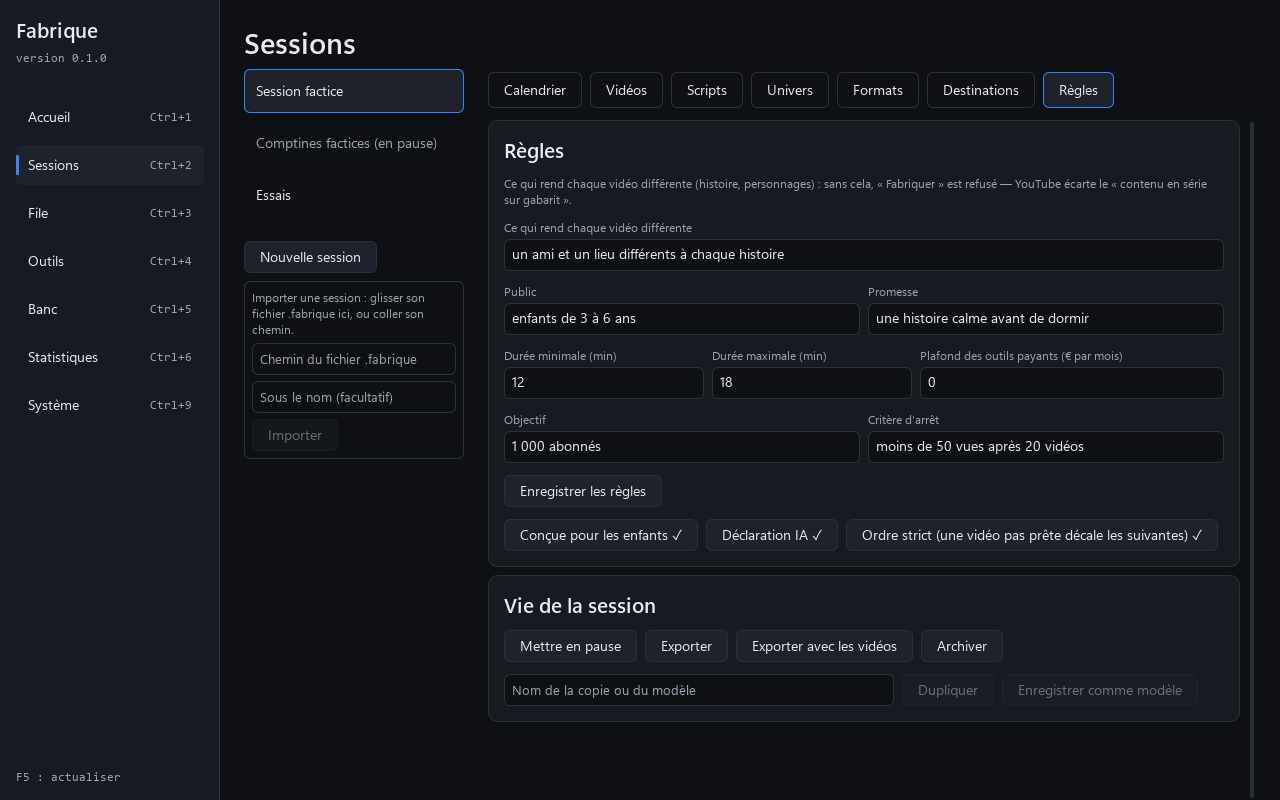 Fabrique
version 0.1.0
Accueil Ctrl+1
Sessions Ctrl+2
File Ctrl+3
Outils Ctrl+4
Banc Ctrl+5
Statistiques Ctrl+6
Système Ctrl+9
F5 : actualiser
Sessions
Session factice
Comptines factices (en pause)
Essais
Nouvelle session
Importer une session : glisser son
fichier .fabrique ici, ou coller son
chemin.
Chemin du fichier .fabrique
Sous le nom (facultatif)
Importer
Calendrier Vidéos Scripts Univers Formats Destinations Règles
Règles
Ce qui rend chaque vidéo différente (histoire, personnages) : sans cela, « Fabriquer » est refusé — YouTube écarte le « contenu en série
sur gabarit ».
Ce qui rend chaque vidéo différente
un ami et un lieu différents à chaque histoire
Public Promesse
enfants de 3 à 6 ans une histoire calme avant de dormir
Durée minimale (min) Durée maximale (min) Plafond des outils payants (€ par mois)
12 18 0
Objectif Critère d'arrêt
1 000 abonnés moins de 50 vues après 20 vidéos
Enregistrer les règles
Conçue pour les enfants ✓ Déclaration IA ✓ Ordre strict (une vidéo pas prête décale les suivantes) ✓
Vie de la session
Mettre en pause Exporter Exporter avec les vidéos Archiver
Nom de la copie ou du modèle Dupliquer Enregistrer comme modèle